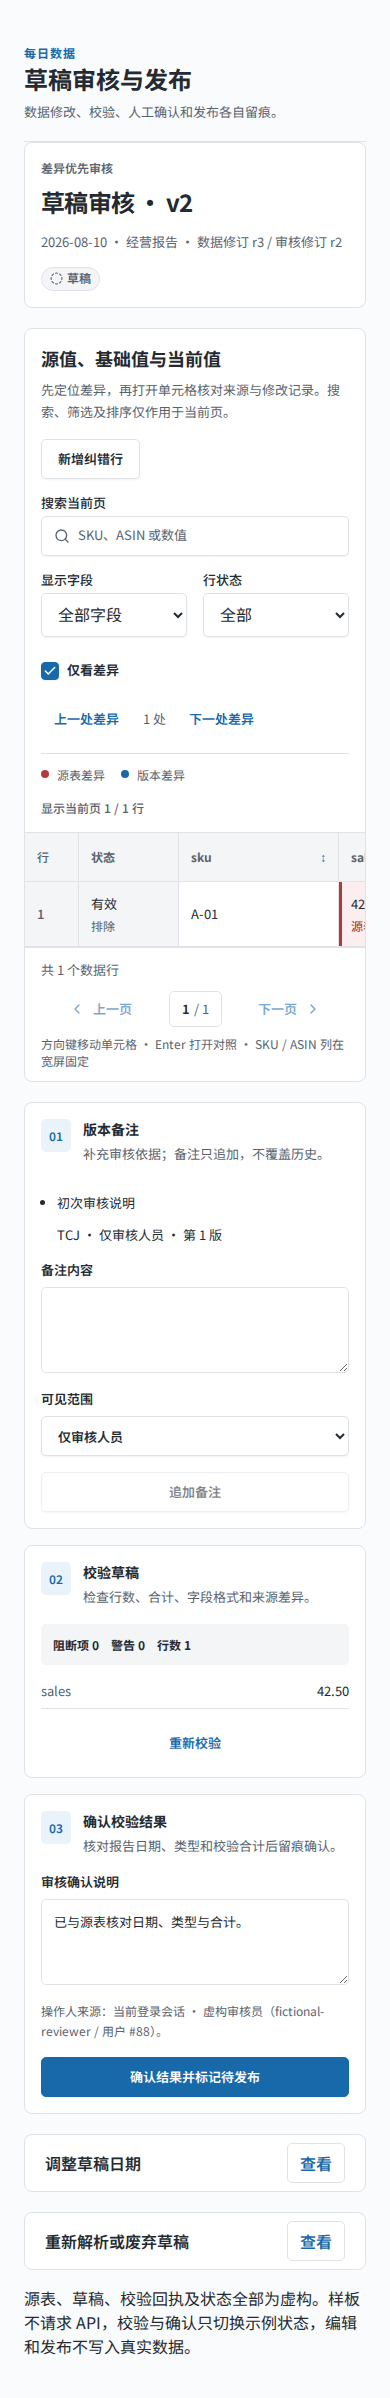 每日数据
草稿审核与发布
数据修改、校验、人工确认和发布各自留痕。
差异优先审核
草稿审核 · v2
2026-08-10 · 经营报告 · 数据修订 r3 / 审核修订 r2
草稿
源值、基础值与当前值
先定位差异，再打开单元格核对来源与修改记录。搜
索、筛选及排序仅作用于当前页。
新增纠错行
搜索当前页
SKU、ASIN 或数值
显示字段 行状态
全部字段 全部
仅看差异
上一处差异 1 处 下一处差异
源表差异 版本差异
显示当前页 1 / 1 行
行 状态 sku ↕
1 有效 A-01 42
排除
共 1 个数据行
上一页 1 / 1 下一页
方向键移动单元格 · Enter 打开对照 · SKU / ASIN 列在
宽屏固定
01 版本备注
补充审核依据；备注只追加，不覆盖历史。
初次审核说明
TCJ · 仅审核人员 · 第 1 版
备注内容
可见范围
仅审核人员
追加备注
02 校验草稿
检查行数、合计、字段格式和来源差异。
阻断项 0 警告 0 行数 1
sales 42.50
重新校验
03 确认校验结果
核对报告日期、类型和校验合计后留痕确认。
审核确认说明
已与源表核对日期、类型与合计。
操作人来源：当前登录会话 · 虚构审核员（fictional-
reviewer / 用户 #88）。
确认结果并标记待发布
调整草稿日期 查看
重新解析或废弃草稿 查看
源表、草稿、校验回执及状态全部为虚构。样板
不请求 API，校验与确认只切换示例状态，编辑
和发布不写入真实数据。